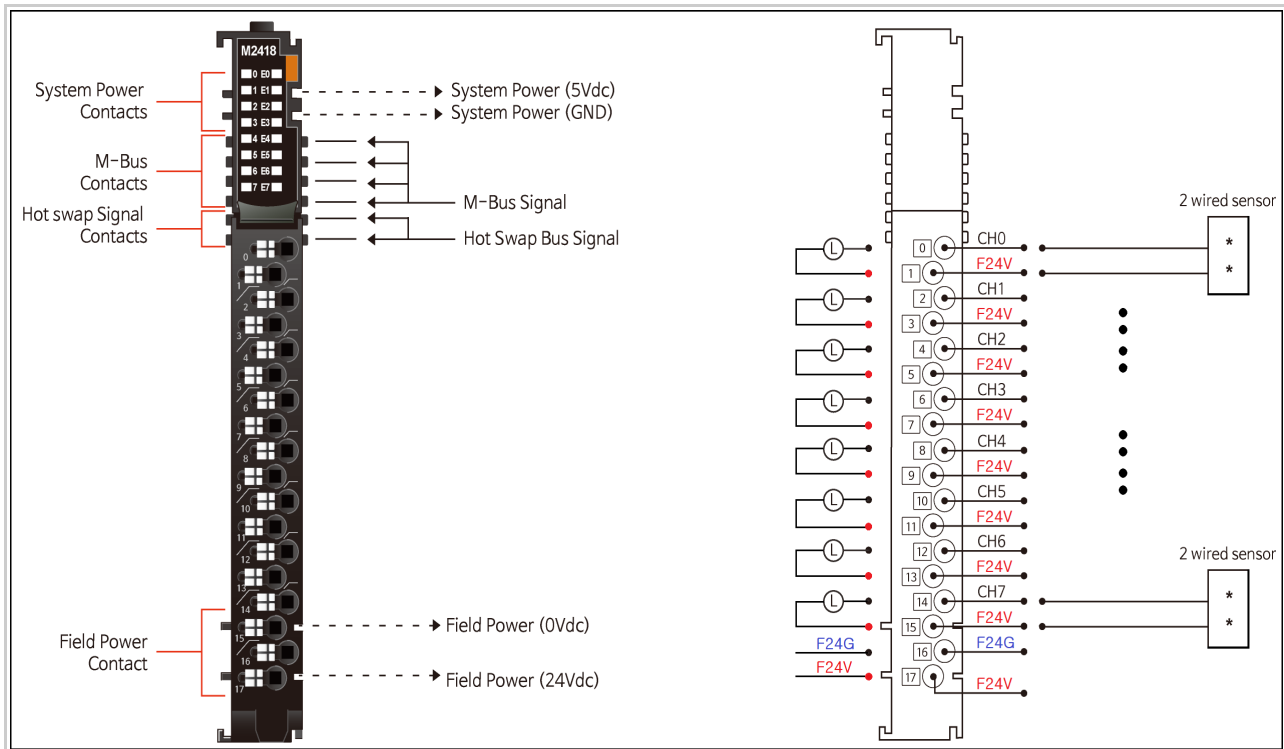 M2418
0 E0
1 E1
2 E2
3 E3
4 E4
5 E5
6 E6
7 E7
System Power
Contacts
M-Bus
Contacts
Hot swap Signal
Contacts
System Power (5Vdc)
System Power (GND)
M-Bus Signal
Hot Swap Bus Signal
0
1
2
3
4
5
6
7
8
9
10
11
12
13
14
15
16
17
Field Power
Contact
Field Power (0Vdc)
Field Power (24Vdc)
2 wired sensor
*
*
L 0 CH0
1 F24V
L 2 CH1
3 F24V
L 4 CH2
5 F24V
L 6 CH3
7 F24V
L 8 CH4
9 F24V
L 10 CH5
11 F24V
L 12 CH6
13 F24V
L 14 CH7
15 F24V
F24G 16 F24G
F24V 17 F24V
2 wired sensor
*
*